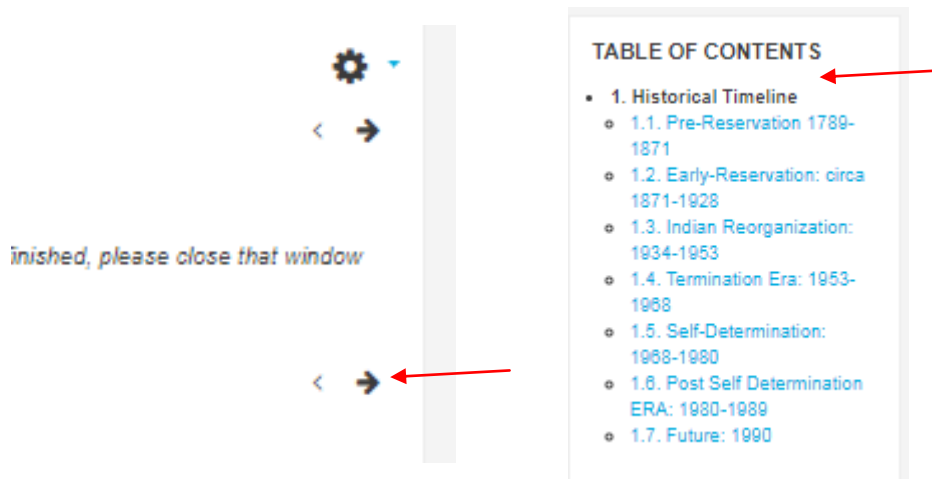 inished, please close that window
TABLE OF CONTENTS
1. Historical Timeline
1.1. Pre-Reservation 1789-
1871
1.2. Early-Reservation: circa
1871-1928
1.3. Indian Reorganization:
1934-1953
1.4. Termination Era: 1953-
1968
1.5. Self-Determination:
1968-1980
1.6. Post Self Determination
ERA: 1980-1989
1.7. Future: 1990